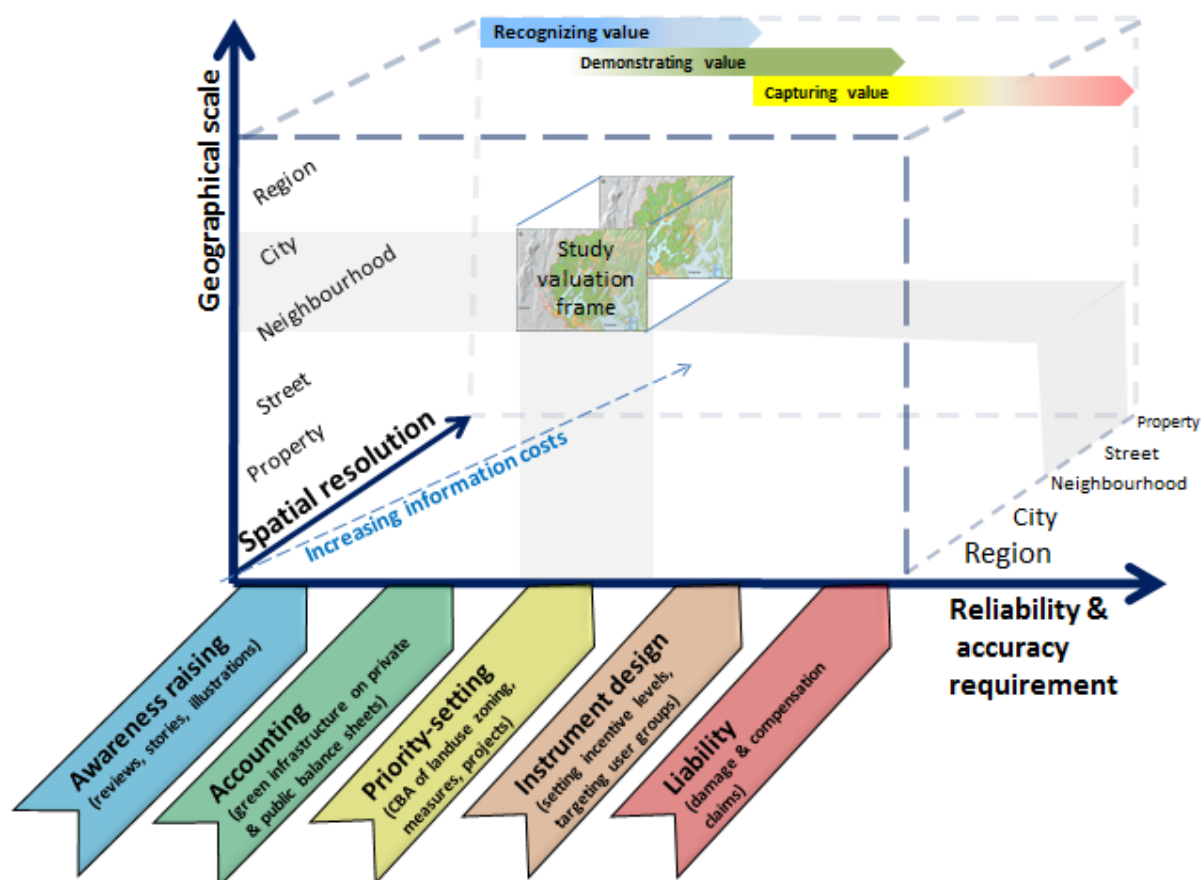 Recognizing value
Demonstrating value
Capturing value
Geographical scale
Region
City
Neighbourhood
Street
Property
Study
valuation
frame
Spatial resolution
Increasing information costs
Property
Street
Neighbourhood
City
Region
Reliability &
accuracy
requirement
Awareness raising
(reviews, stories, illustrations)
Accounting
(green infrastructure on private
& public balance sheets)
Priority-setting
(CBA of landuse zoning,
measures, projects)
Instrument design
(setting incentive levels,
targeting user groups)
Liability
(damage & compensation
claims)